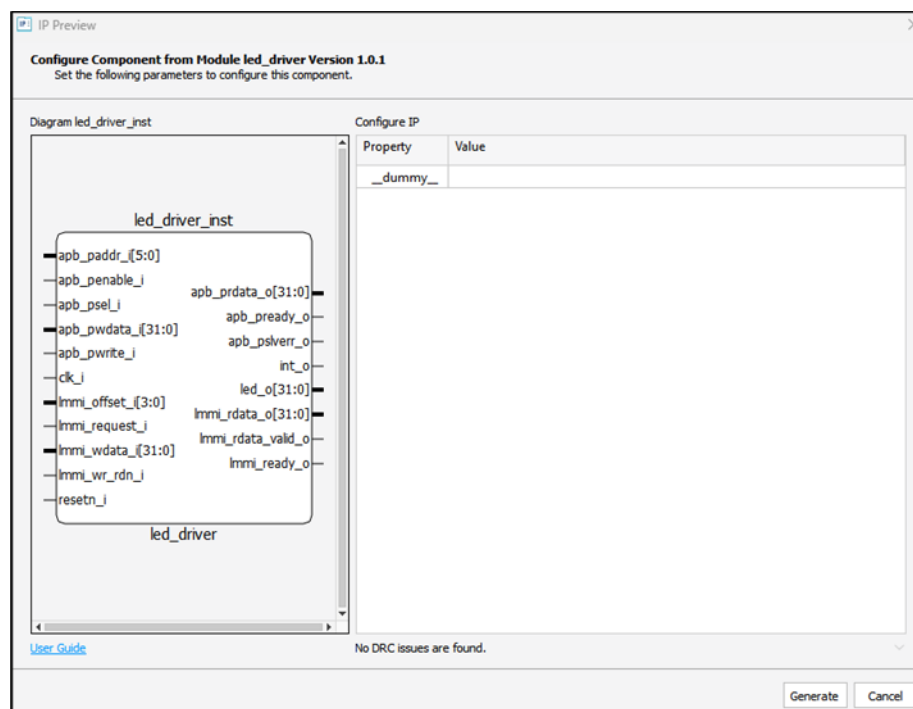 IP Preview
Configure Component from Module led_driver Version 1.0.1
Set the following parameters to configure this component.
Diagram led_driver_inst
Configure IP
Property Value
__dummy__
led_driver_inst
apb_paddr_i[5:0]
apb_penable_i
apb_psel_i
apb_pwdata_i[31:0]
apb_pwrite_i
clk_i
lmmi_offset_i[3:0]
lmmi_request_i
lmmi_wdata_i[31:0]
lmmi_wr_rdn_i
resetn_i
apb_prdata_o[31:0]
apb_pready_o
apb_pslverr_o
int_o
led_o[31:0]
lmmi_rdata_o[31:0]
lmmi_rdata_valid_o
lmmi_ready_o
led_driver
User Guide
No DRC issues are found.
Generate Cancel